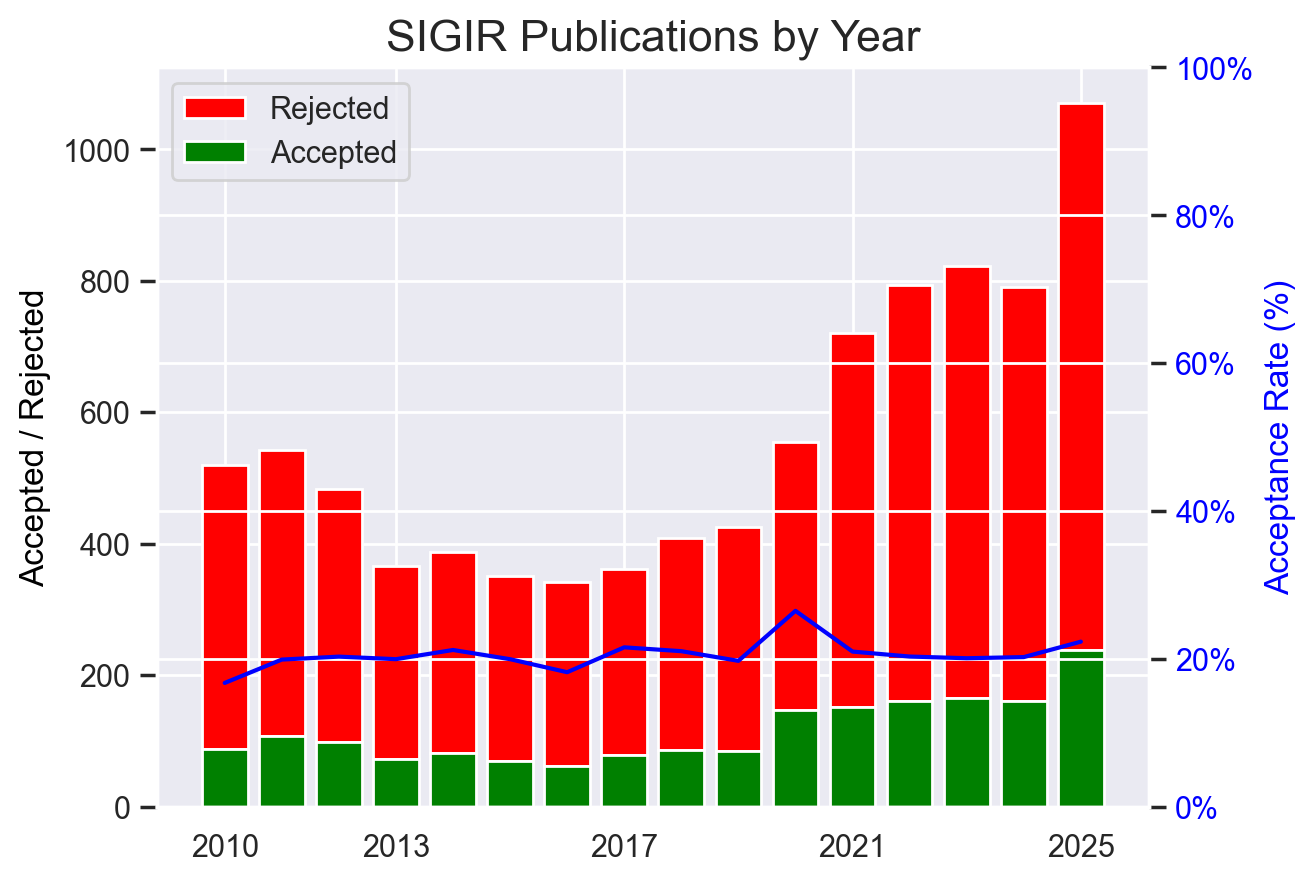 SIGIR Publications by Year
Rejected
Accepted
Accepted / Rejected
1000
800
600
400
200
0
100%
80%
60%
40%
20%
0%
Acceptance Rate (%)
2010 2013 2017 2021 2025